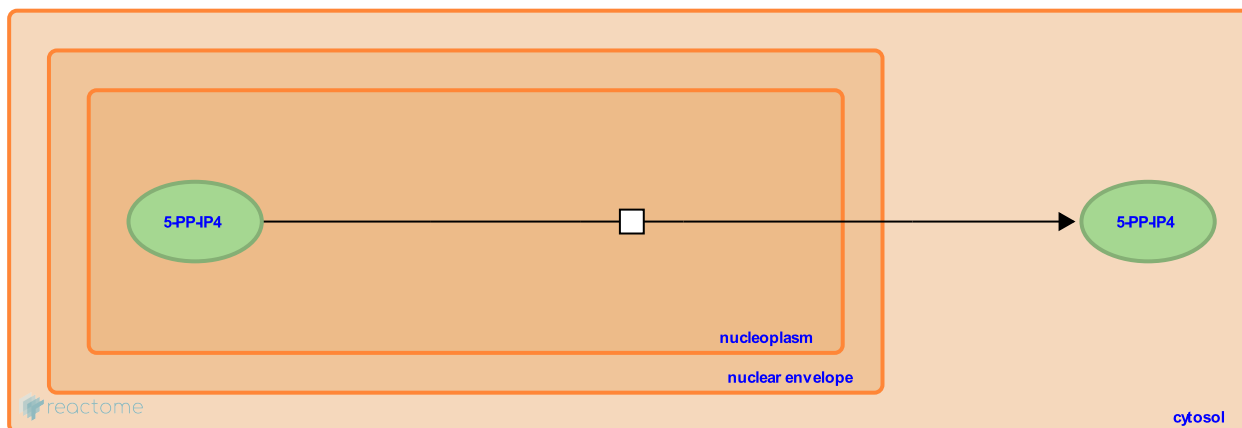 5-PP-IP4
5-PP-IP4
nucleoplasm
nuclear envelope
reactome
cytosol